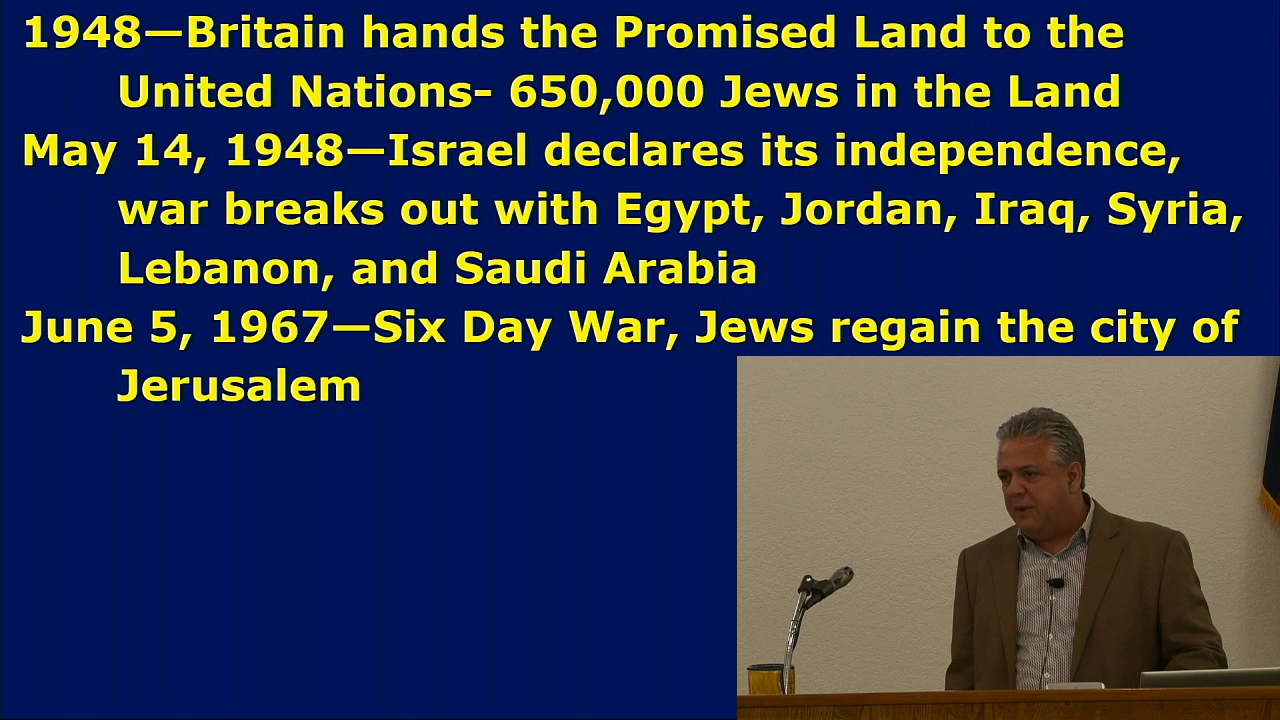 1948—Britain hands the Promised Land to the
United Nations- 650,000 Jews in the Land
May 14, 1948—Israel declares its independence,
war breaks out with Egypt, Jordan, Iraq, Syria,
Lebanon, and Saudi Arabia
June 5, 1967—Six Day War, Jews regain the city of
Jerusalem